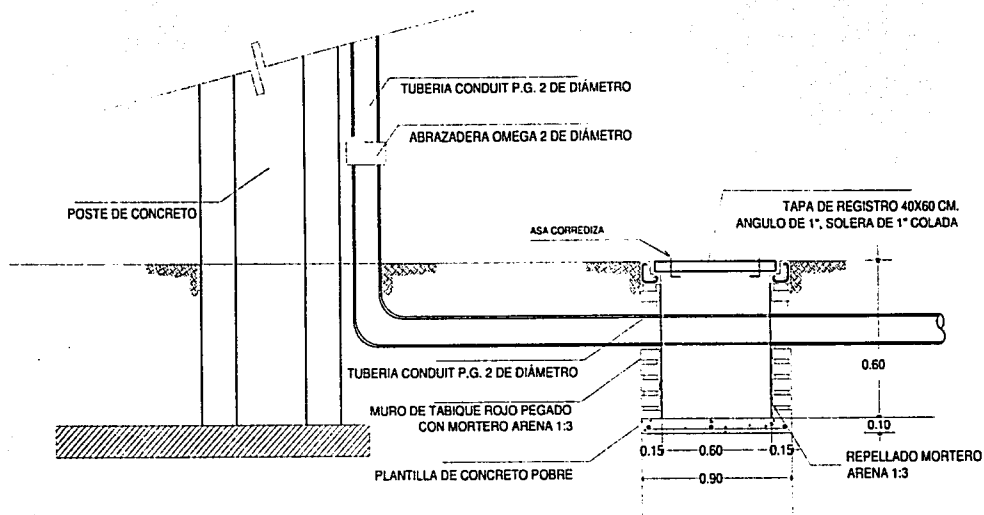 TUBERIA CONDUIT P.G. 2 DE DIÁMETRO
ABRAZADERA OMEGA 2 DE DIÁMETRO
POSTE DE CONCRETO
TAPA DE REGISTRO 40X60 CM.
ANGULO DE 1", SOLERA DE 1" COLADA
ASA CORREDIZA
TUBERIA CONDUIT P.G. 2 DE DIÁMETRO
0.60
MURO DE TABIQUE ROJO PEGADO
CON MORTERO ARENA 1:3
0.10
PLANTILLA DE CONCRETO POBRE
0.15
0.60
0.15
REPELLADO MORTERO
ARENA 1:3
0.90